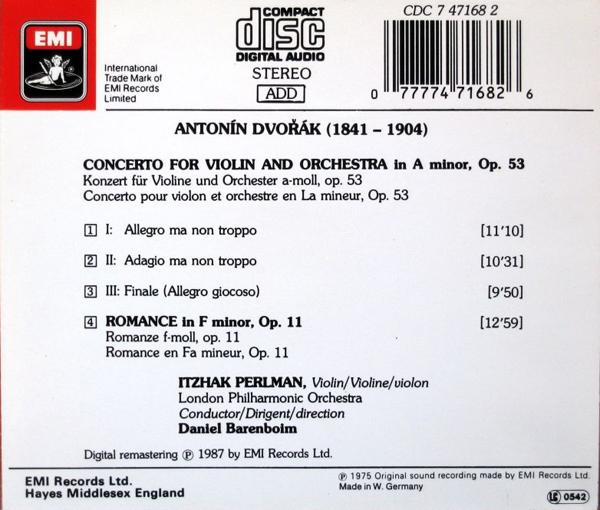 EMI
International
Trade Mark of
EMI Records
Limited
COMPACT
disc
DIGITAL AUDIO
STEREO
ADD
CDC 7 47168 2
0 77774 71682 6
ANTONÍN DVOŘÁK (1841 – 1904)
CONCERTO FOR VIOLIN AND ORCHESTRA in A minor, Op. 53
Konzert für Violine und Orchester a-moll, op. 53
Concerto pour violon et orchestre en La mineur, Op. 53
1 I: Allegro ma non troppo [11'10]
2 II: Adagio ma non troppo [10'31]
3 III: Finale (Allegro giocoso) [9'50]
4 ROMANCE in F minor, Op. 11 [12'59]
Romanze f-moll, op. 11
Romance en Fa mineur, Op. 11
ITZHAK PERLMAN, Violin/Violine/violon
London Philharmonic Orchestra
Conductor/Dirigent/direction
Daniel Barenboim
Digital remastering ℗ 1987 by EMI Records Ltd.
EMI Records Ltd.
Hayes Middlesex England
℗ 1975 Original sound recording made by EMI Records Ltd.
Made in W. Germany
LC 0542